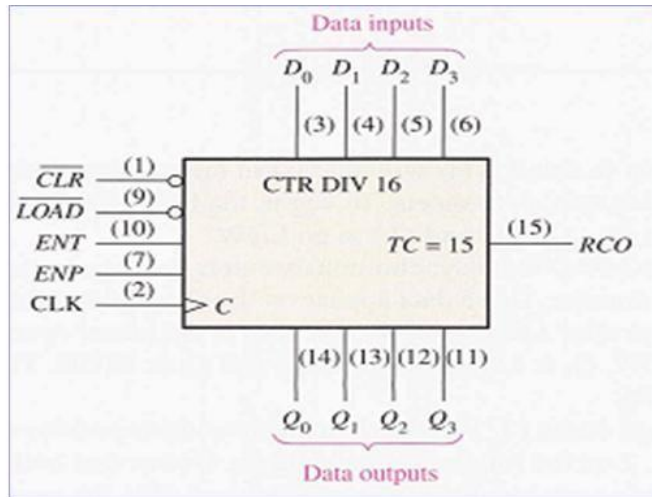 Data inputs
D0 D1 D2 D3
(3) (4) (5) (6)
(1)
CLR
CTR DIV 16
(9)
LOAD
(10)
ENT
TC = 15
(15)
RCO
(7)
ENP
(2)
CLK
C
(14) (13) (12) (11)
Q0 Q1 Q2 Q3
Data outputs